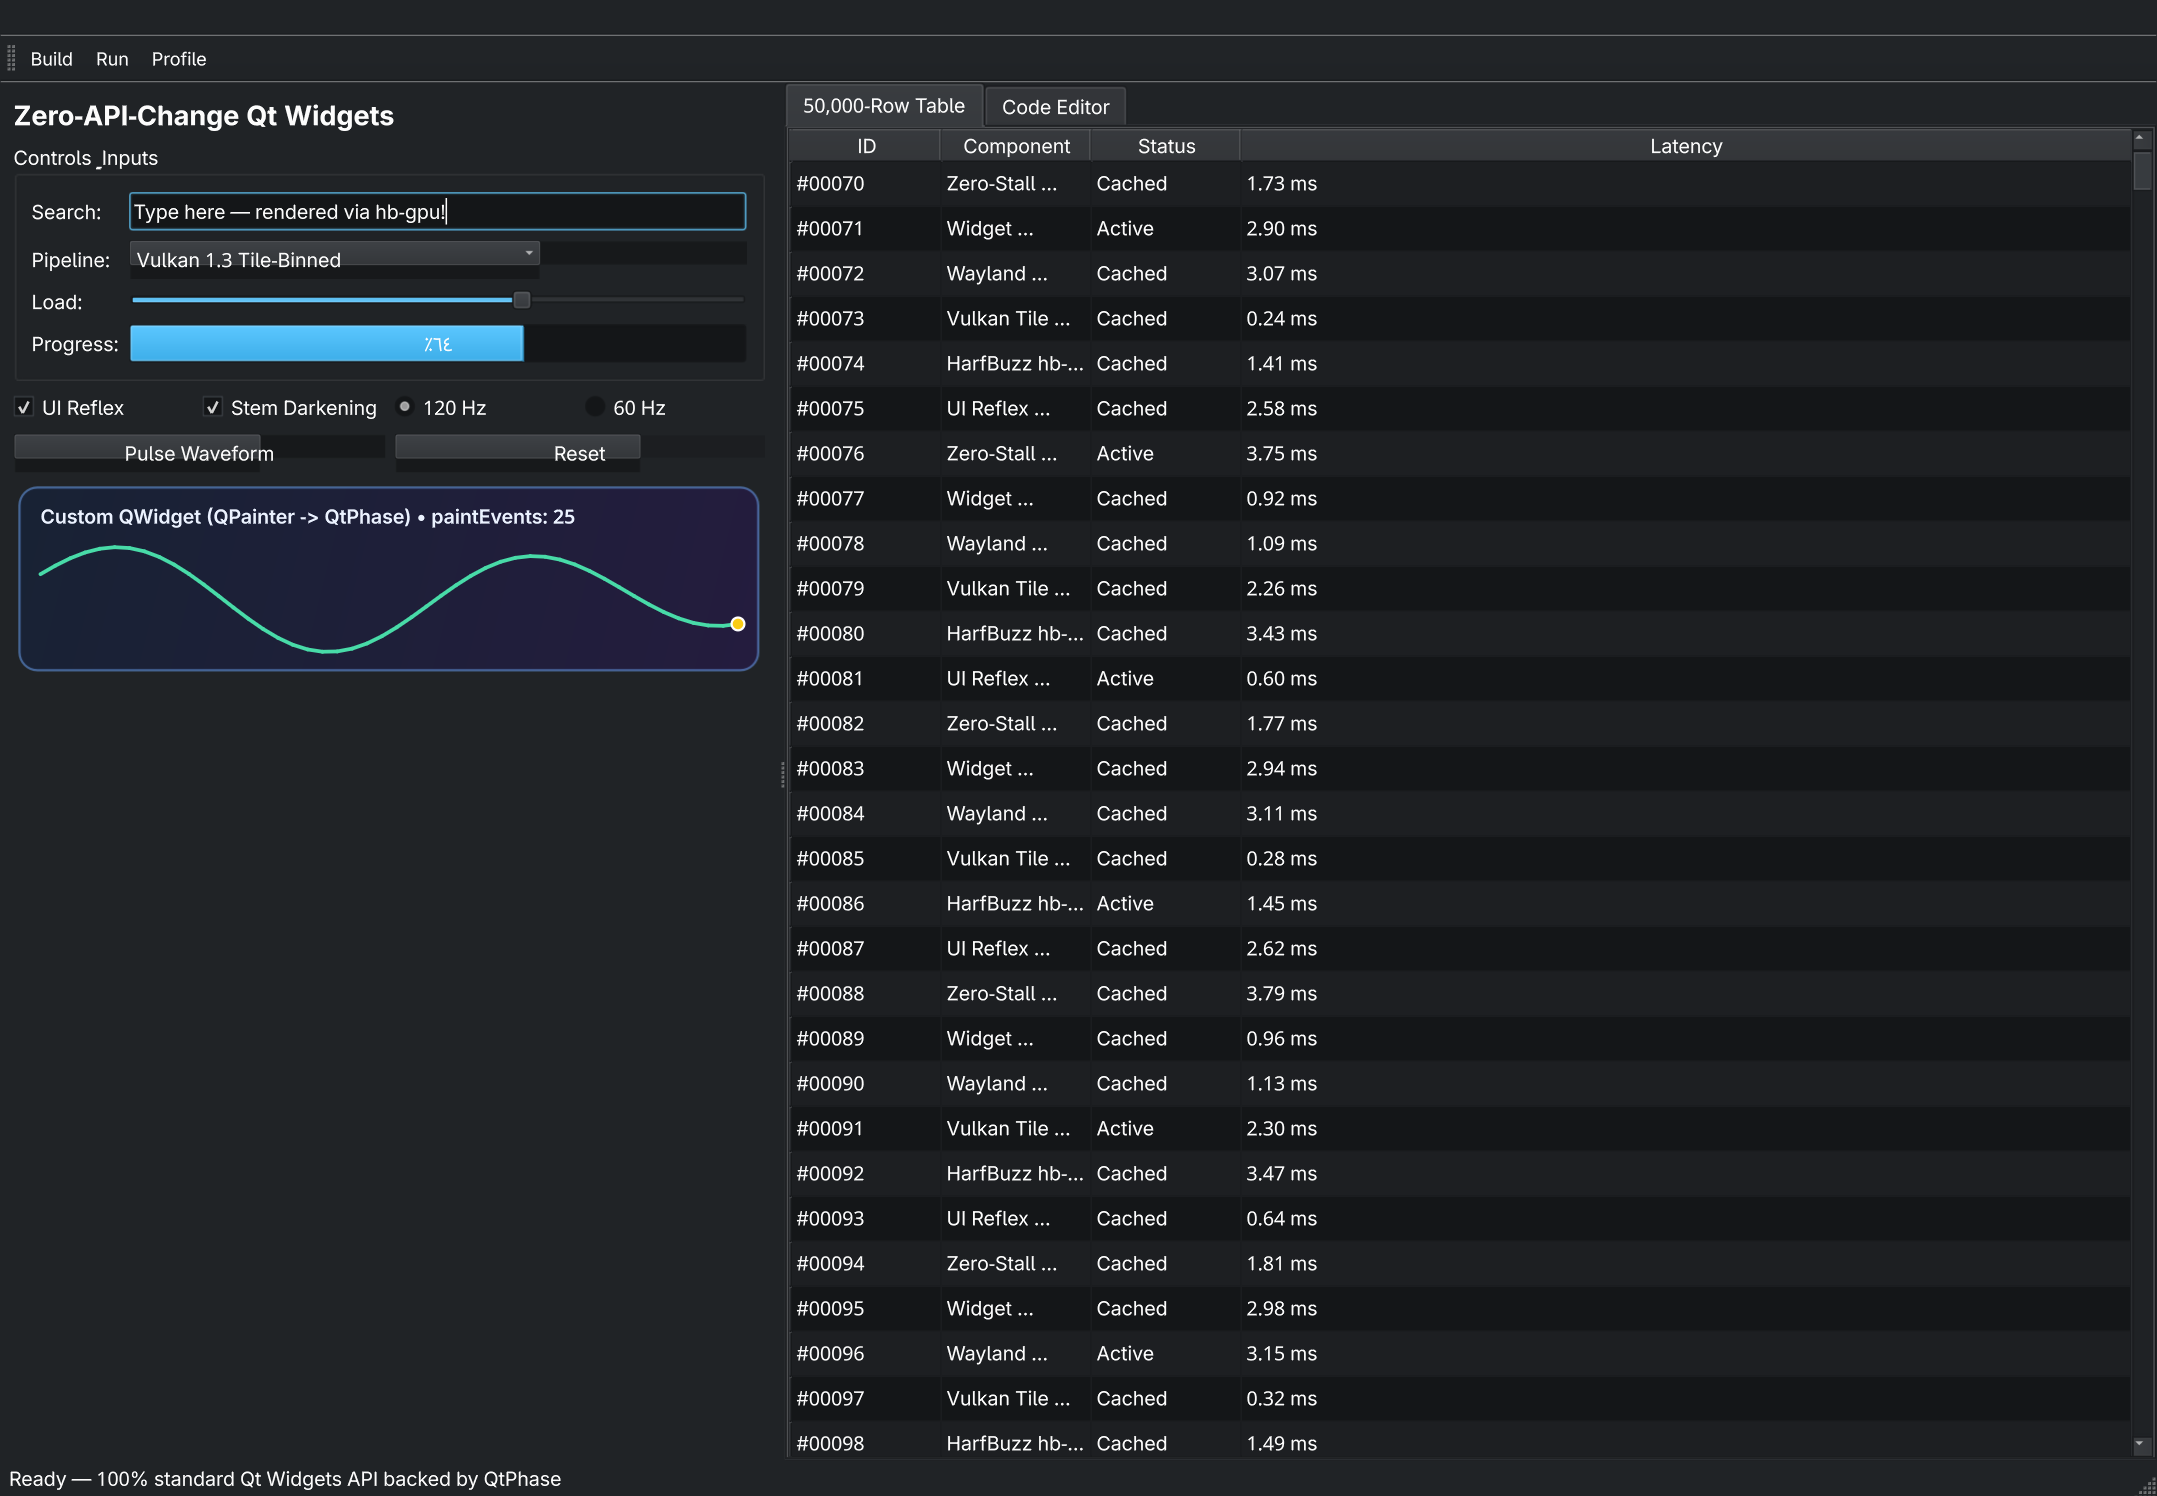 Build Run Profile
Zero-API-Change Qt Widgets
Controls _Inputs
Search: Type here — rendered via hb-gpu!
Pipeline: Vulkan 1.3 Tile-Binned
Load:
Progress: ٪٦٤
UI Reflex Stem Darkening 120 Hz 60 Hz
Pulse Waveform Reset
Custom QWidget (QPainter -> QtPhase) • paintEvents: 25
50,000-Row Table Code Editor
ID Component Status Latency
#00070 Zero-Stall ... Cached 1.73 ms
#00071 Widget ... Active 2.90 ms
#00072 Wayland ... Cached 3.07 ms
#00073 Vulkan Tile ... Cached 0.24 ms
#00074 HarfBuzz hb-... Cached 1.41 ms
#00075 UI Reflex ... Cached 2.58 ms
#00076 Zero-Stall ... Active 3.75 ms
#00077 Widget ... Cached 0.92 ms
#00078 Wayland ... Cached 1.09 ms
#00079 Vulkan Tile ... Cached 2.26 ms
#00080 HarfBuzz hb-... Cached 3.43 ms
#00081 UI Reflex ... Active 0.60 ms
#00082 Zero-Stall ... Cached 1.77 ms
#00083 Widget ... Cached 2.94 ms
#00084 Wayland ... Cached 3.11 ms
#00085 Vulkan Tile ... Cached 0.28 ms
#00086 HarfBuzz hb-... Active 1.45 ms
#00087 UI Reflex ... Cached 2.62 ms
#00088 Zero-Stall ... Cached 3.79 ms
#00089 Widget ... Cached 0.96 ms
#00090 Wayland ... Cached 1.13 ms
#00091 Vulkan Tile ... Active 2.30 ms
#00092 HarfBuzz hb-... Cached 3.47 ms
#00093 UI Reflex ... Cached 0.64 ms
#00094 Zero-Stall ... Cached 1.81 ms
#00095 Widget ... Cached 2.98 ms
#00096 Wayland ... Active 3.15 ms
#00097 Vulkan Tile ... Cached 0.32 ms
#00098 HarfBuzz hb-... Cached 1.49 ms
Ready — 100% standard Qt Widgets API backed by QtPhase